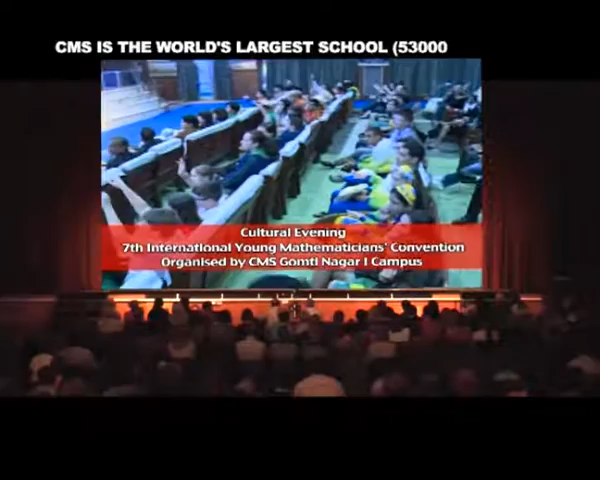 CMS IS THE WORLD'S LARGEST SCHOOL (53000
Cultural Evening
7th International Young Mathematicians' Convention
Organised by CMS Gomti Nagar I Campus